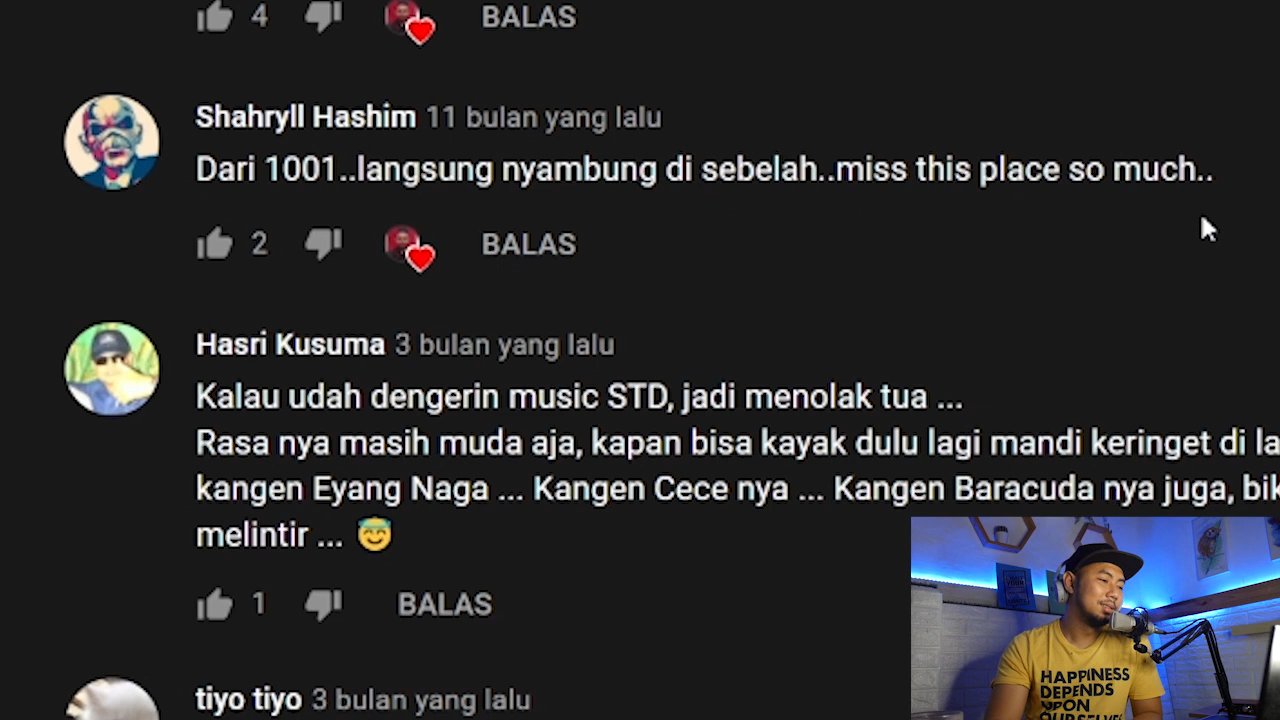 4 BALAS
Shahryll Hashim 11 bulan yang lalu
Dari 1001..langsung nyambung di sebelah..miss this place so much..
2 BALAS
Hasri Kusuma 3 bulan yang lalu
Kalau udah dengerin music STD, jadi menolak tua ...
Rasa nya masih muda aja, kapan bisa kayak dulu lagi mandi keringet di la
kangen Eyang Naga ... Kangen Cece nya ... Kangen Baracuda nya juga, bik
melintir ... 😇
1 BALAS
tiyo tiyo 3 bulan yang lalu
HAPPINESS
DEPENDS
UPON
OURSELVES